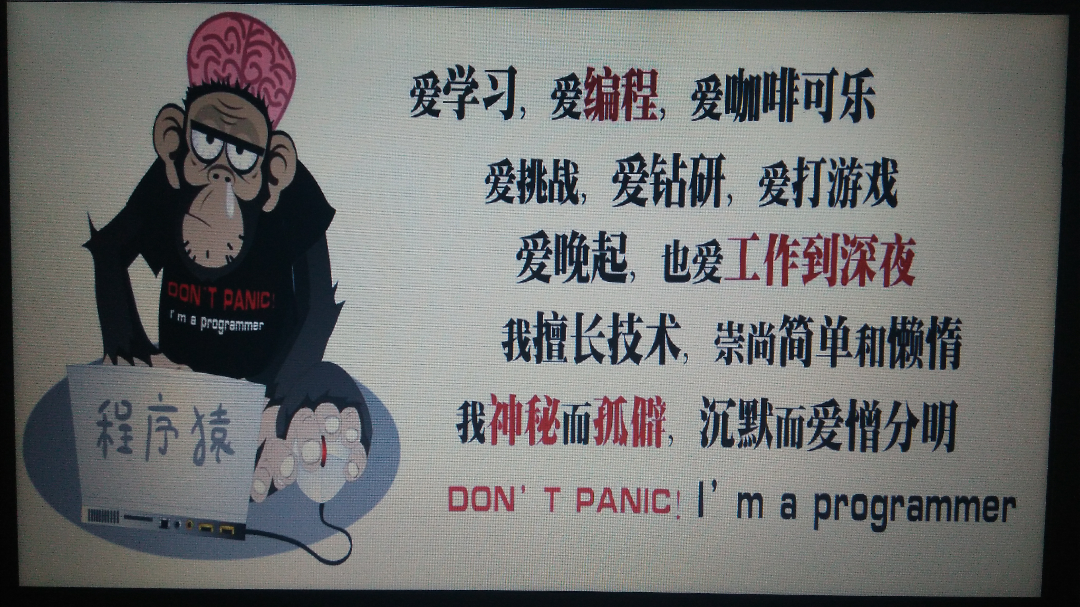 爱学习，爱编程，爱咖啡可乐
爱挑战，爱钻研，爱打游戏
爱晚起，也爱工作到深夜
我擅长技术，崇尚简单和懒惰
我神秘而孤僻，沉默而爱憎分明
DON'T PANIC! I'm a programmer
DON'T PANIC!
I'm a programmer
程序猿